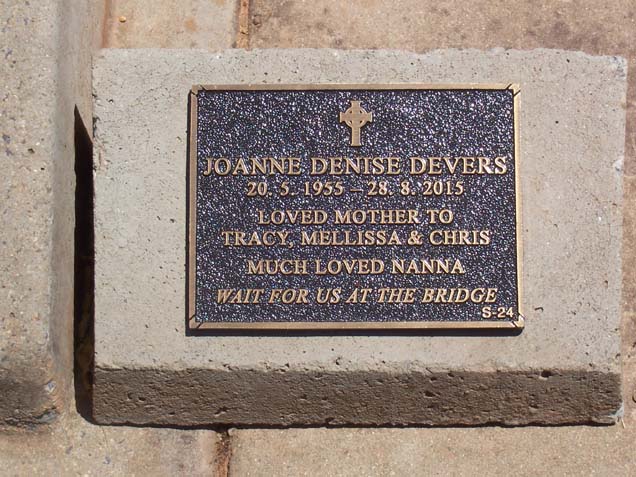 JOANNE DENISE DEVERS
20. 5. 1955 – 28. 8. 2015
LOVED MOTHER TO
TRACY, MELLISSA & CHRIS
MUCH LOVED NANNA
WAIT FOR US AT THE BRIDGE
S-24